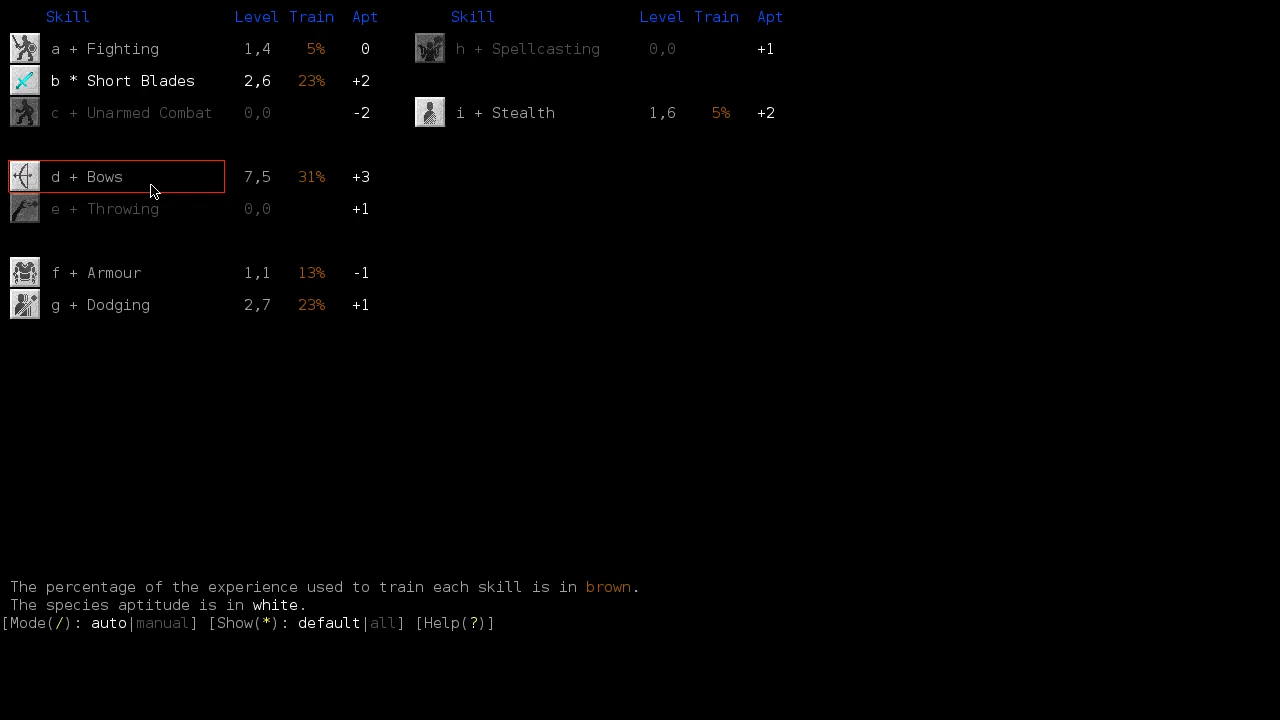 Skill Level Train Apt Skill Level Train Apt
a + Fighting 1,4 5% 0 h + Spellcasting 0,0 +1
b * Short Blades 2,6 23% +2
c + Unarmed Combat 0,0 -2 i + Stealth 1,6 5% +2
d + Bows 7,5 31% +3
e + Throwing 0,0 +1
f + Armour 1,1 13% -1
g + Dodging 2,7 23% +1
The percentage of the experience used to train each skill is in brown.
The species aptitude is in white.
[Mode(/): auto|manual] [Show(*): default|all] [Help(?)]